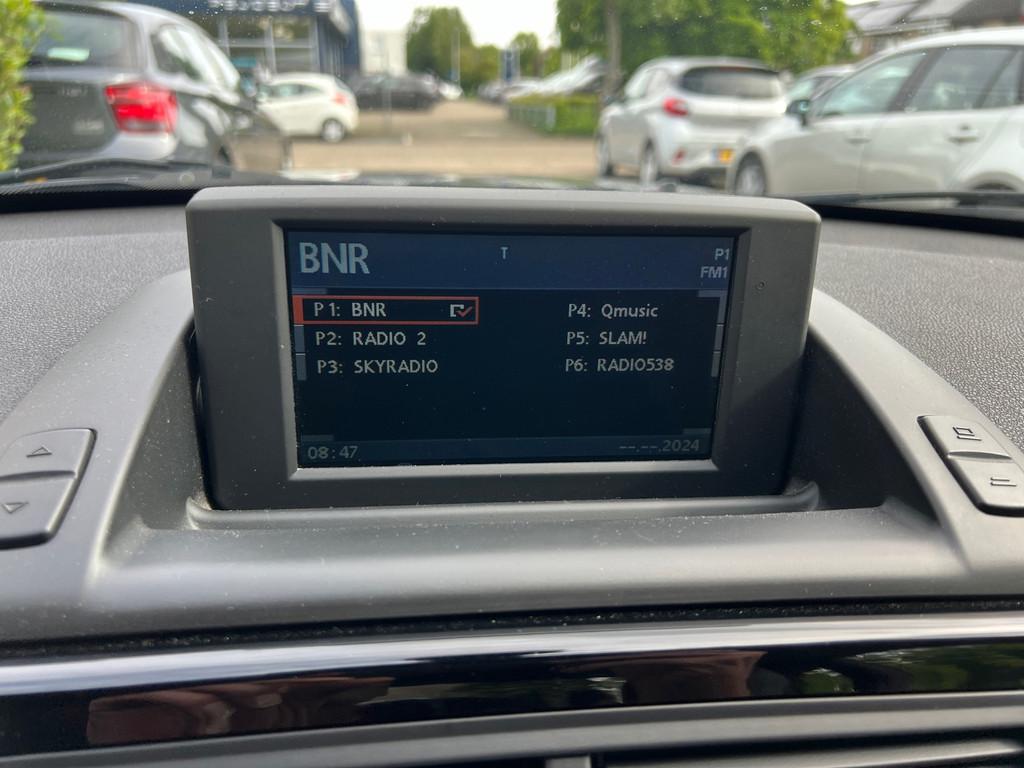 BNR
T
P1
FM1
P1: BNR
P2: RADIO 2
P3: SKYRADIO
P4: Qmusic
P5: SLAM!
P6: RADIO538
08:47
--.--.2024